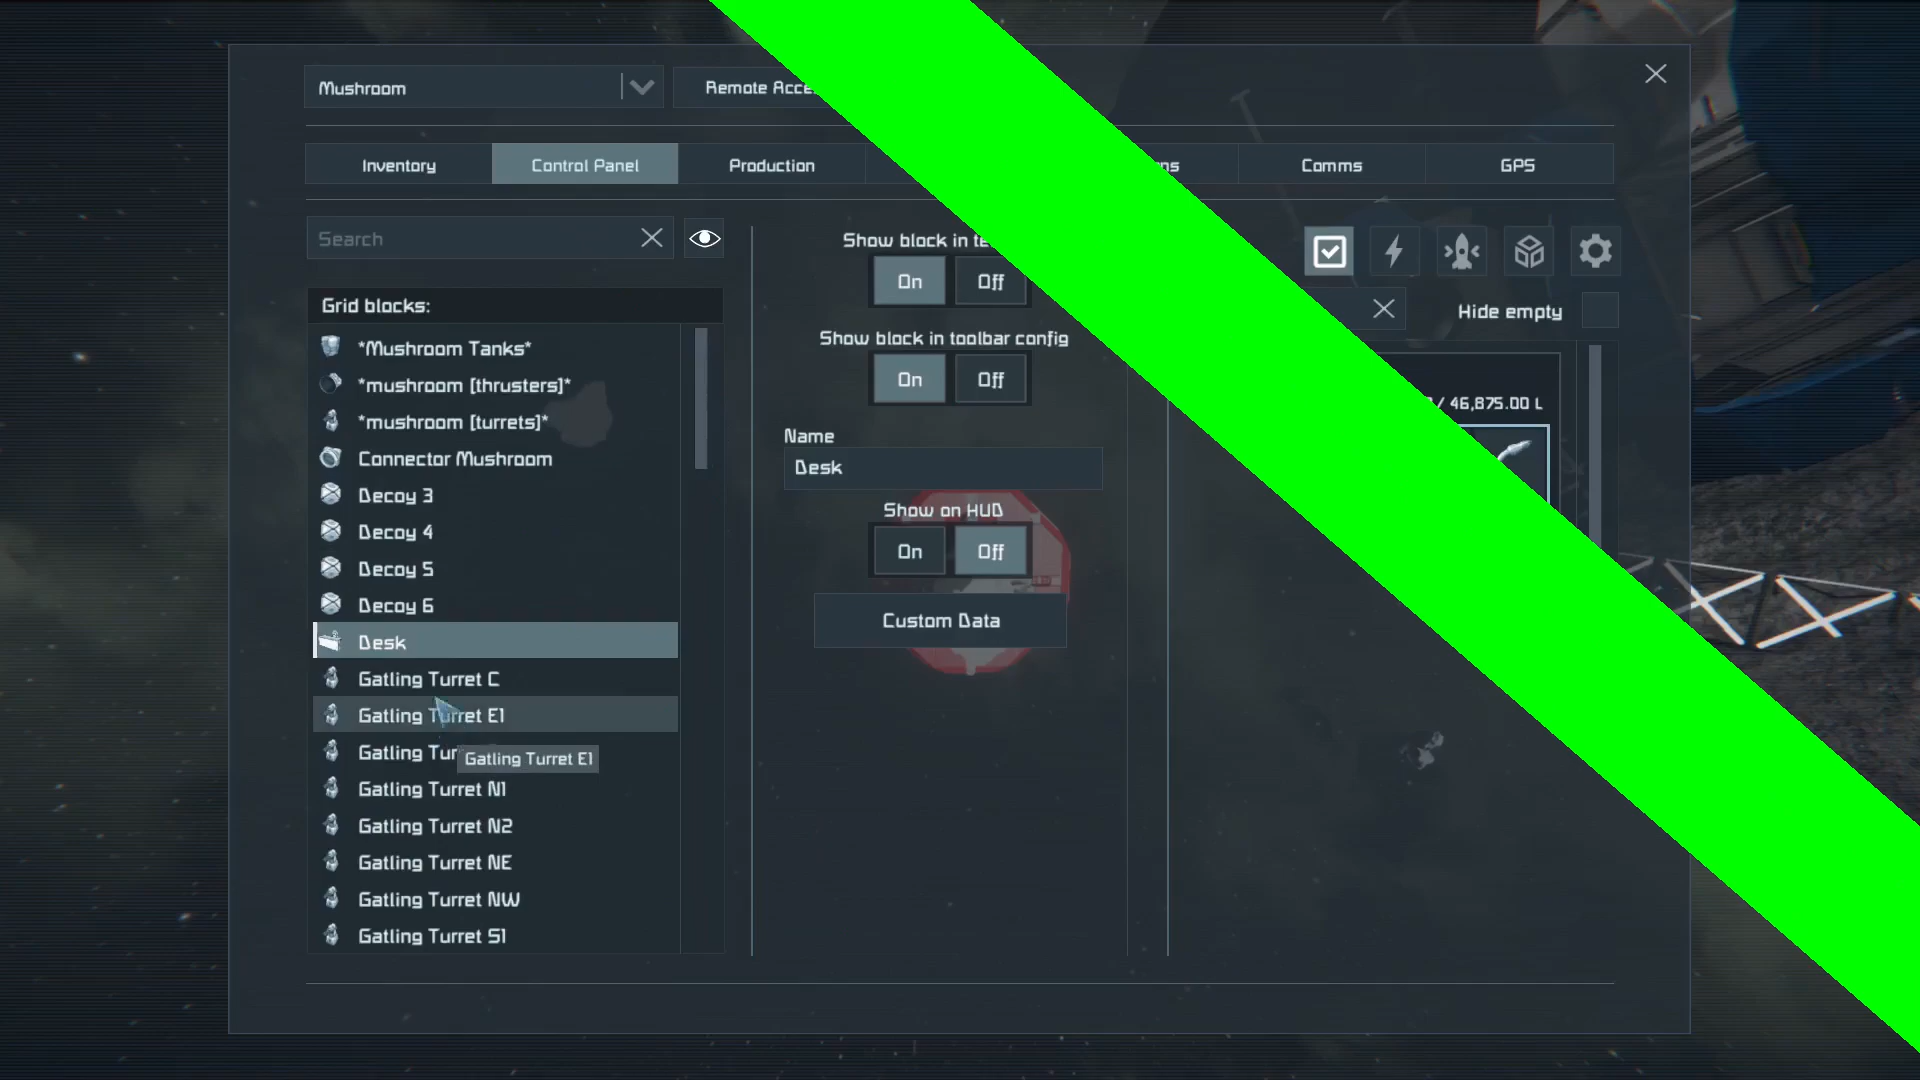 Mushroom
Remote
Inventory
Control Panel
Production
Comms
GPS
Search
Show block in
On
Off
Hide empty
Grid blocks:
Show block in toolbar config
On
Off
*Mushroom Tanks*
*mushroom [thrusters]*
*mushroom [turrets]*
/ 46,875.00 L
Name
Desk
Connector Mushroom
Decoy 3
Decoy 4
Decoy 5
Decoy 6
Show on HUD
On
Off
Custom Data
Desk
Gatling Turret C
Gatling Turret E1
Gatling
Gatling Turret E1
Gatling Turret N1
Gatling Turret N2
Gatling Turret NE
Gatling Turret NW
Gatling Turret S1